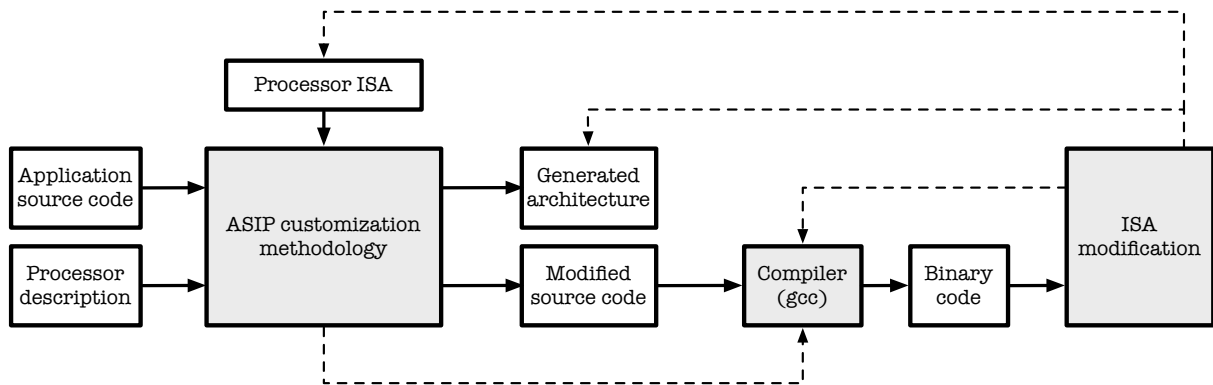 Processor ISA
Application
source code
Processor
description
ASIP customization
methodology
Generated
architecture
Modified
source code
Compiler
(gcc)
Binary
code
ISA
modification